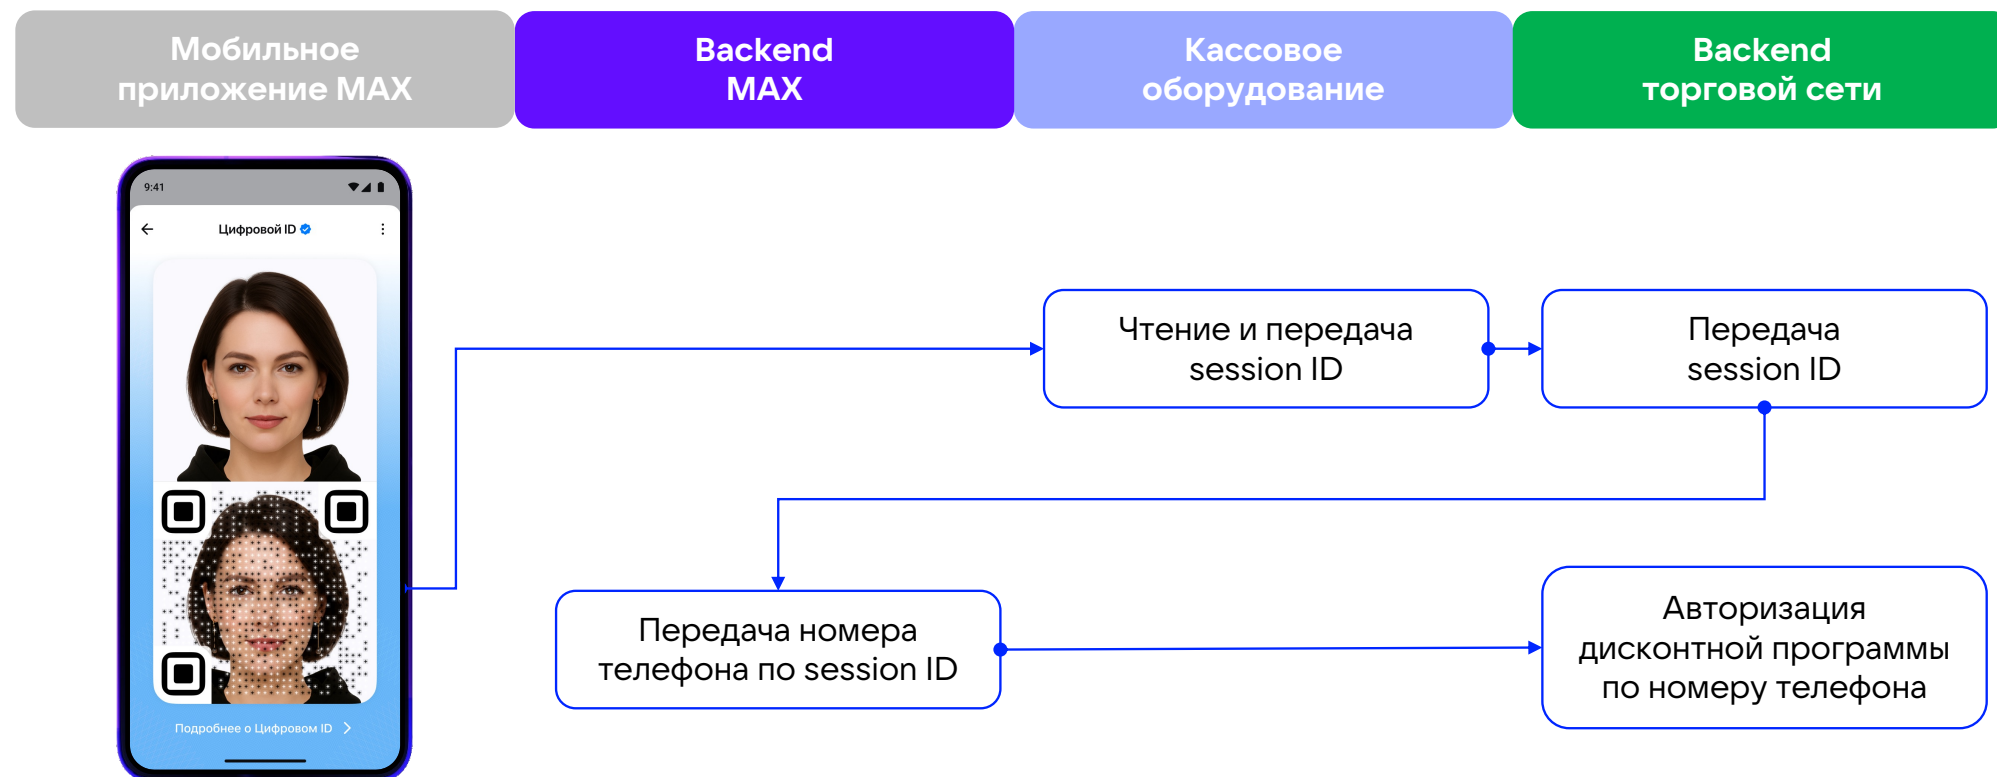 Мобильное
приложение MAX
Backend
MAX
Кассовое
оборудование
Backend
торговой сети
9:41
Цифровой ID
Чтение и передача
session ID
Передача
session ID
Передача номера
телефона по session ID
Авторизация
дисконтной программы
по номеру телефона
Подробнее о Цифровом ID